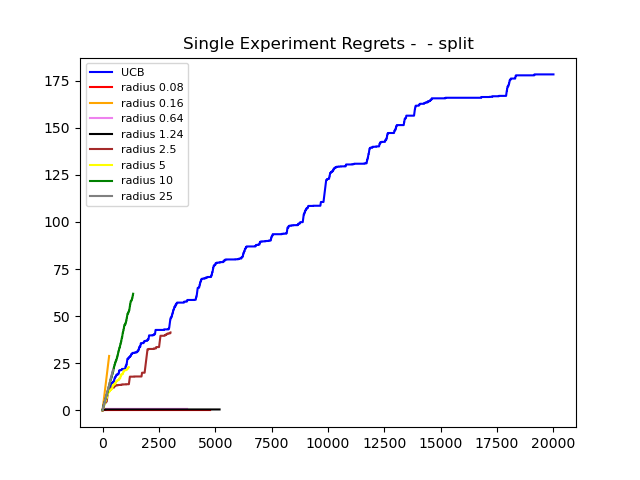 Single Experiment Regrets -  - split
UCB
radius 0.08
radius 0.16
radius 0.64
radius 1.24
radius 2.5
radius 5
radius 10
radius 25
175
150
125
100
75
50
25
0
0 2500 5000 7500 10000 12500 15000 17500 20000